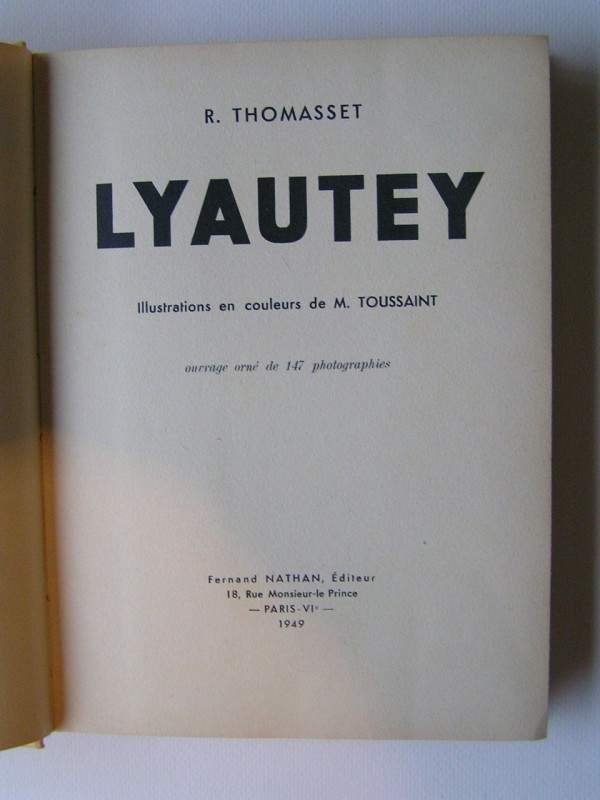 R. THOMASSET
LYAUTEY
Illustrations en couleurs de M. TOUSSAINT
ouvrage orné de 147 photographies
Fernand NATHAN, Éditeur
18, Rue Monsieur-le Prince
— PARIS-VIe —
1949